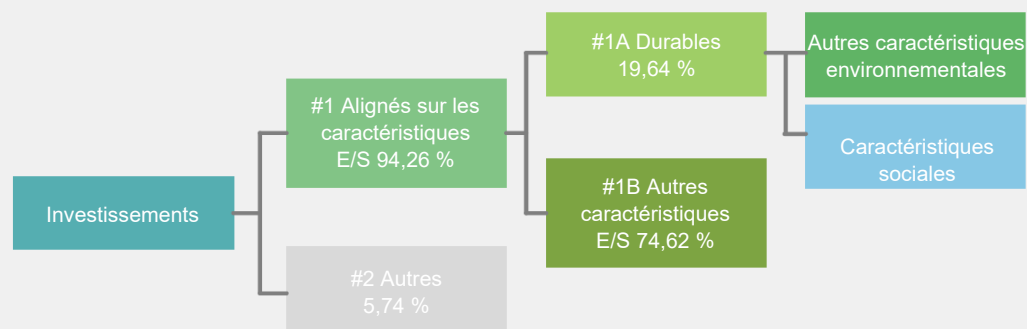 Investissements
#1 Alignés sur les
caractéristiques
E/S 94,26 %
#2 Autres
5,74 %
#1A Durables
19,64 %
#1B Autres
caractéristiques
E/S 74,62 %
Autres caractéristiques
environnementales
Caractéristiques
sociales